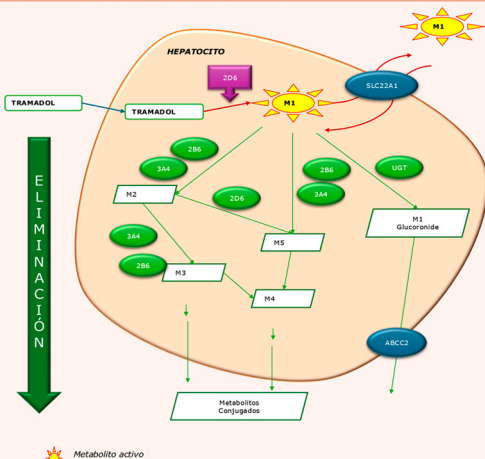 M1
HEPATOCITO
2D6
SLC22A1
TRAMADOL
TRAMADOL
M1
ELIMINACIÓN
2B6
3A4
2B6
3A4
UGT
M2
2D6
M1
Glucoronide
3A4
M5
2B6
M3
M4
ABCC2
Metabolitos
Conjugados
Metabolito activo